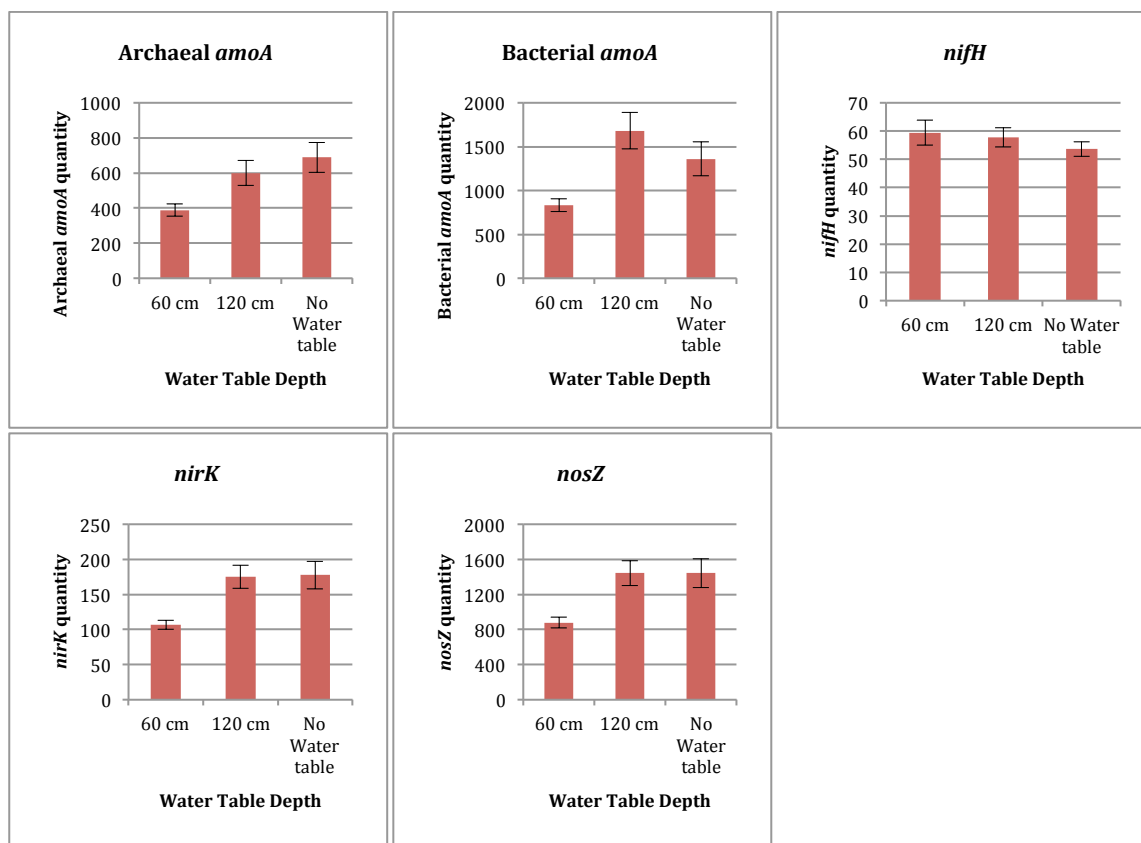 Archaeal amoA
Archaeal amoA quantity
1000
800
600
400
200
0
60 cm
120 cm
No
Water
table
Water Table Depth
Bacterial amoA
Bacterial amoA quantity
2000
1500
1000
500
0
60 cm
120 cm
No
Water
table
Water Table Depth
nifH
nifH quantity
70
60
50
40
30
20
10
0
60 cm
120 cm
No Water
table
Water Table Depth
nirK
nirK quantity
250
200
150
100
50
0
60 cm
120 cm
No
Water
table
Water Table Depth
nosZ
nosZ quantity
2000
1600
1200
800
400
0
60 cm
120 cm
No
Water
table
Water Table Depth